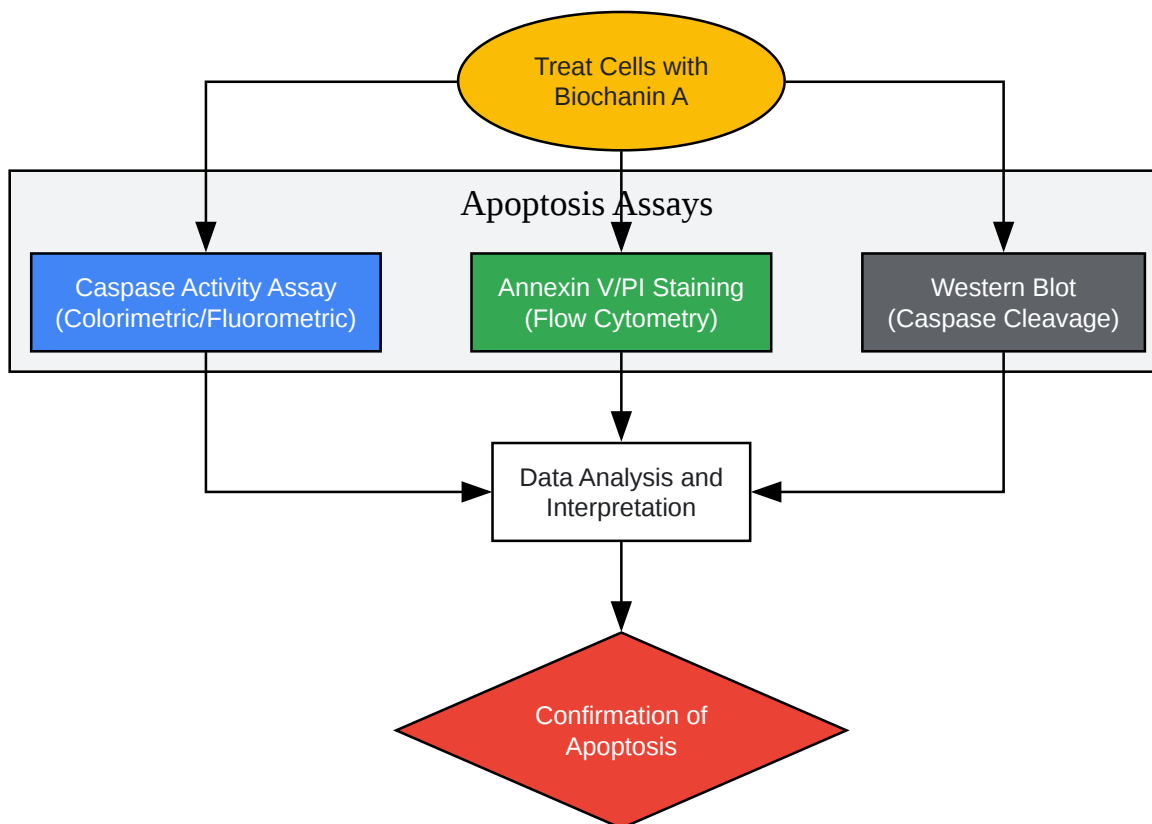 Treat Cells with
Biochanin A
Apoptosis Assays
Caspase Activity Assay
(Colorimetric/Fluorometric)
Annexin V/PI Staining
(Flow Cytometry)
Western Blot
(Caspase Cleavage)
Data Analysis and
Interpretation
Confirmation of
Apoptosis